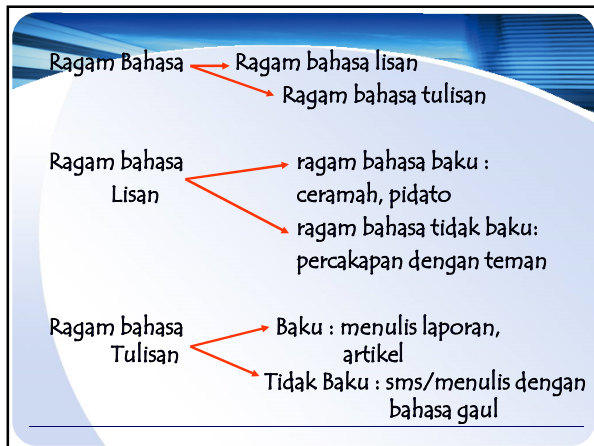 Ragam Bahasa Ragam bahasa lisan
Ragam bahasa tulisan
Ragam bahasa ragam bahasa baku :
Lisan ceramah, pidato
ragam bahasa tidak baku:
percakapan dengan teman
Ragam bahasa Baku : menulis laporan,
Tulisan artikel
Tidak Baku : sms/menulis dengan
bahasa gaul